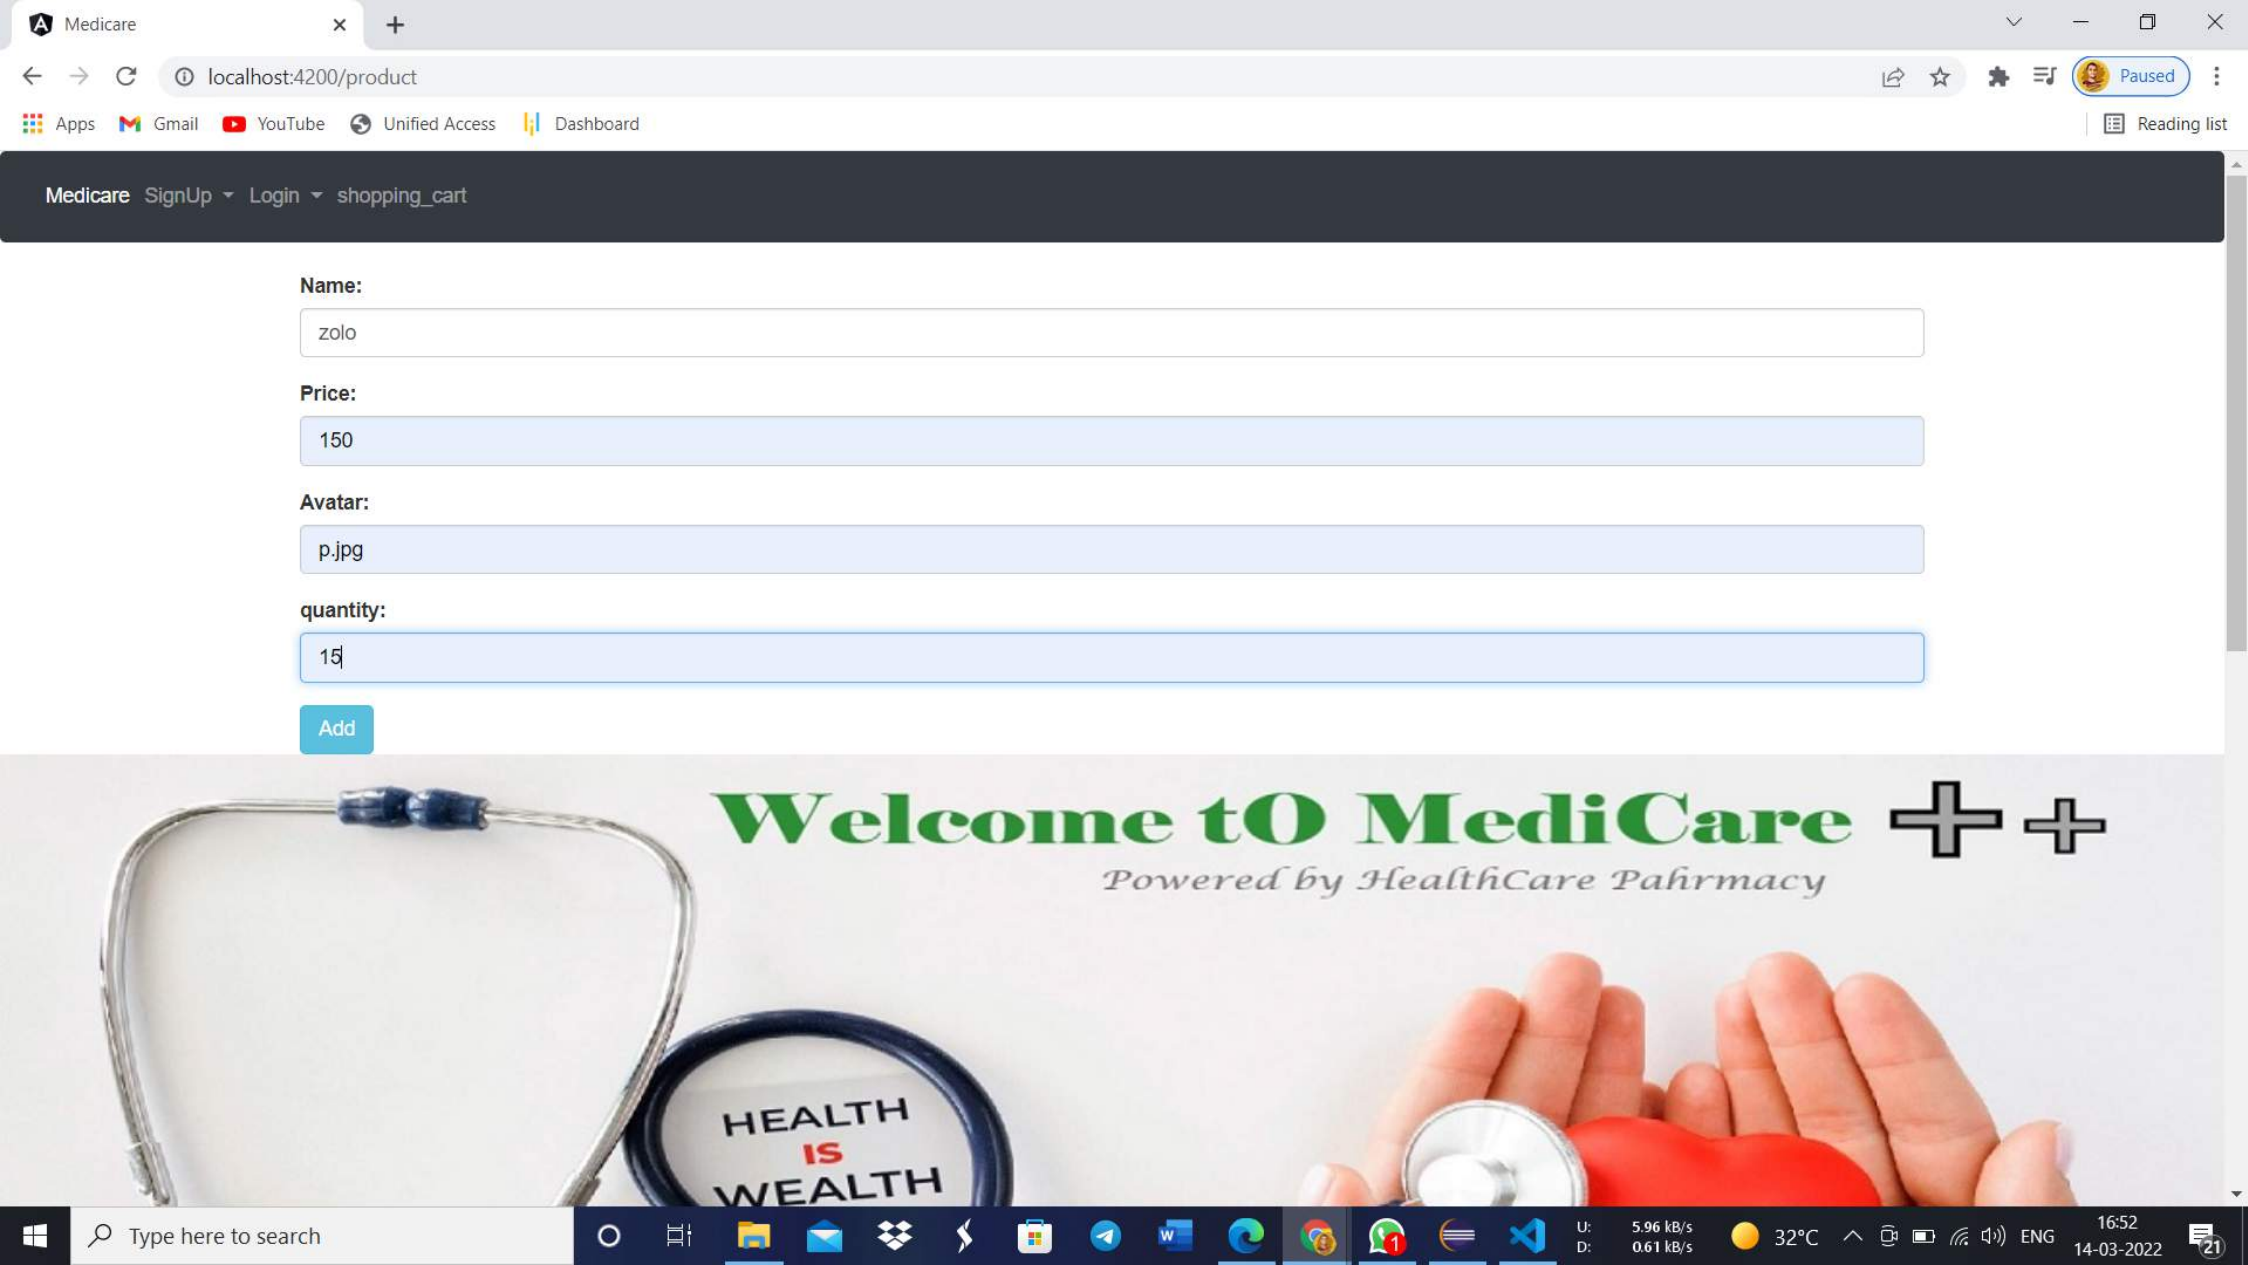 Medicare
localhost:4200/product
Paused
Apps Gmail YouTube Unified Access Dashboard Reading list
Medicare SignUp Login shopping_cart
Name:
zolo
Price:
150
Avatar:
p.jpg
quantity:
15
Add
Welcome tO MediCare
Powered by HealthCare Pahrmacy
HEALTH
IS
WEALTH
Type here to search
W
1
U: 5.96 kB/s
D: 0.61 kB/s
32°C
ENG
16:52
14-03-2022
21